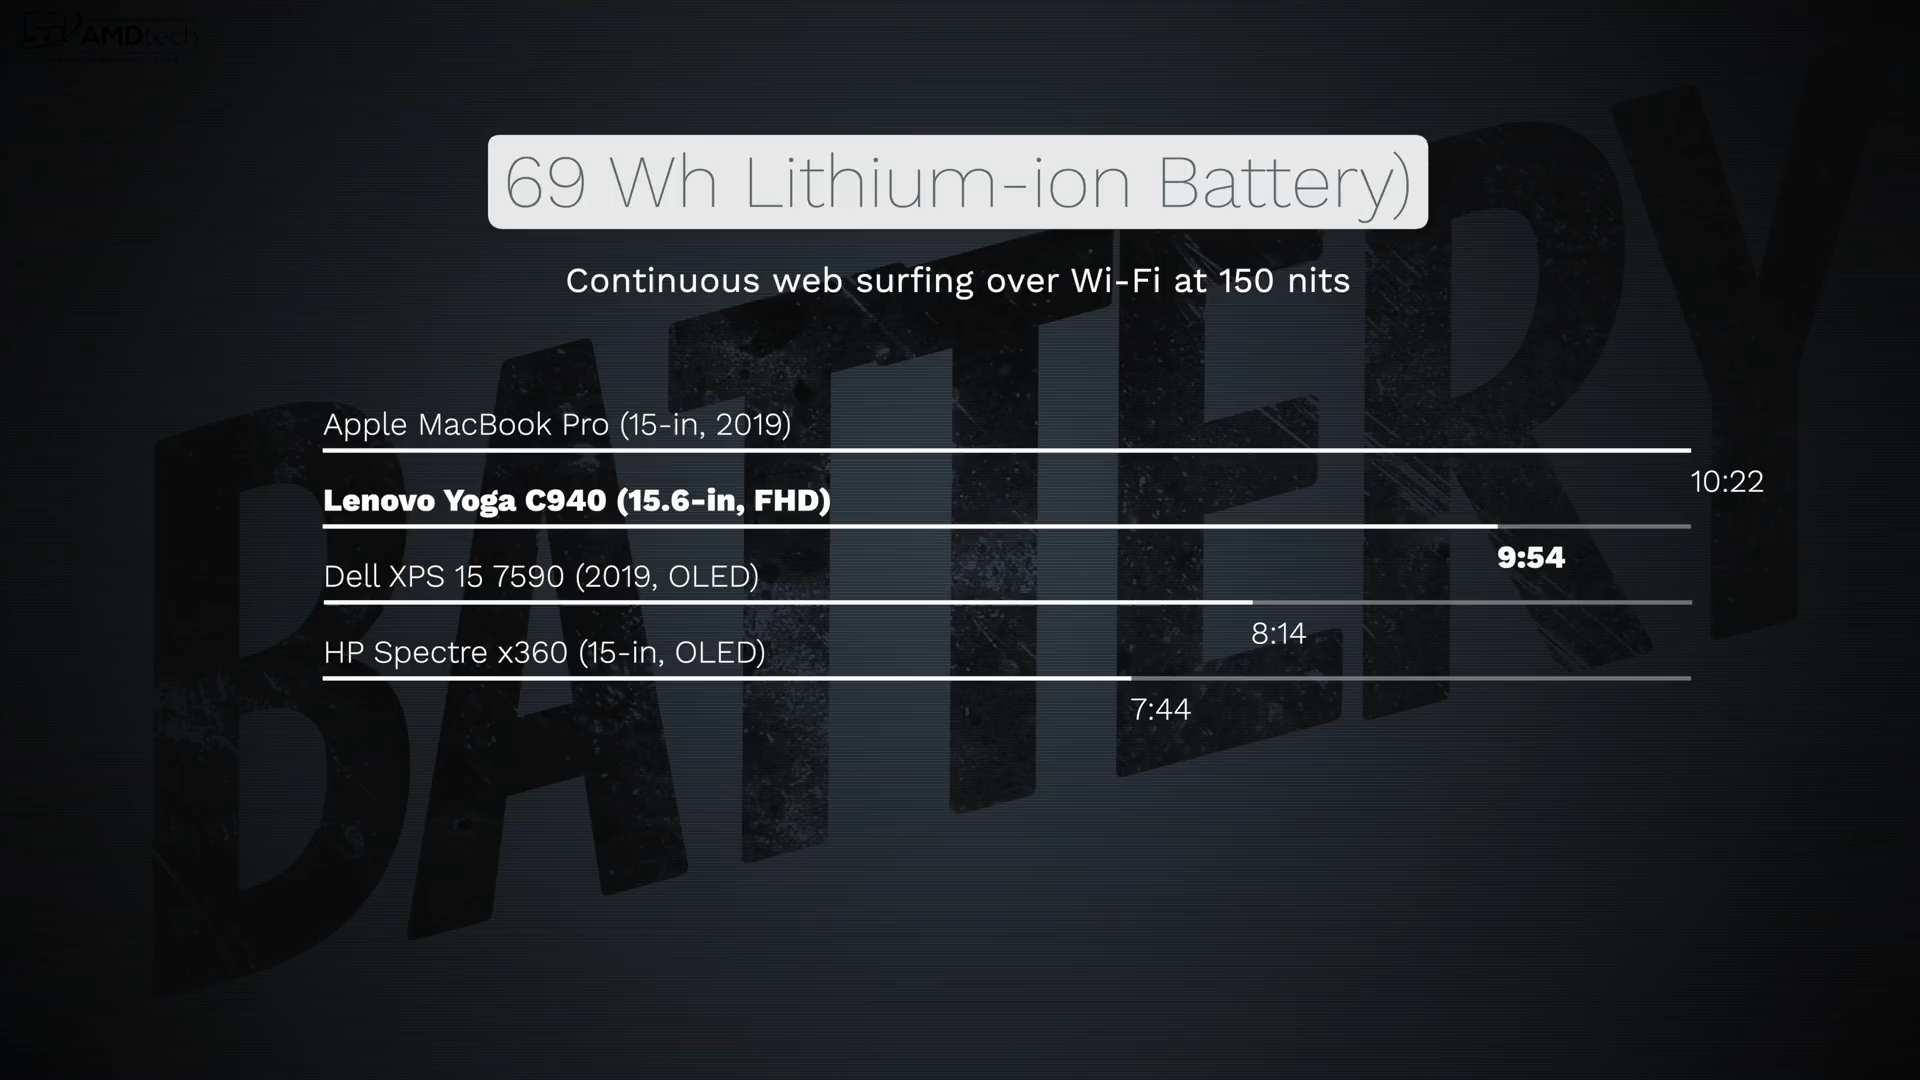 AMDtech
69 Wh Lithium-ion Battery)
Continuous web surfing over Wi-Fi at 150 nits
BATTERY
Apple MacBook Pro (15-in, 2019)
10:22
Lenovo Yoga C940 (15.6-in, FHD)
9:54
Dell XPS 15 7590 (2019, OLED)
8:14
HP Spectre x360 (15-in, OLED)
7:44